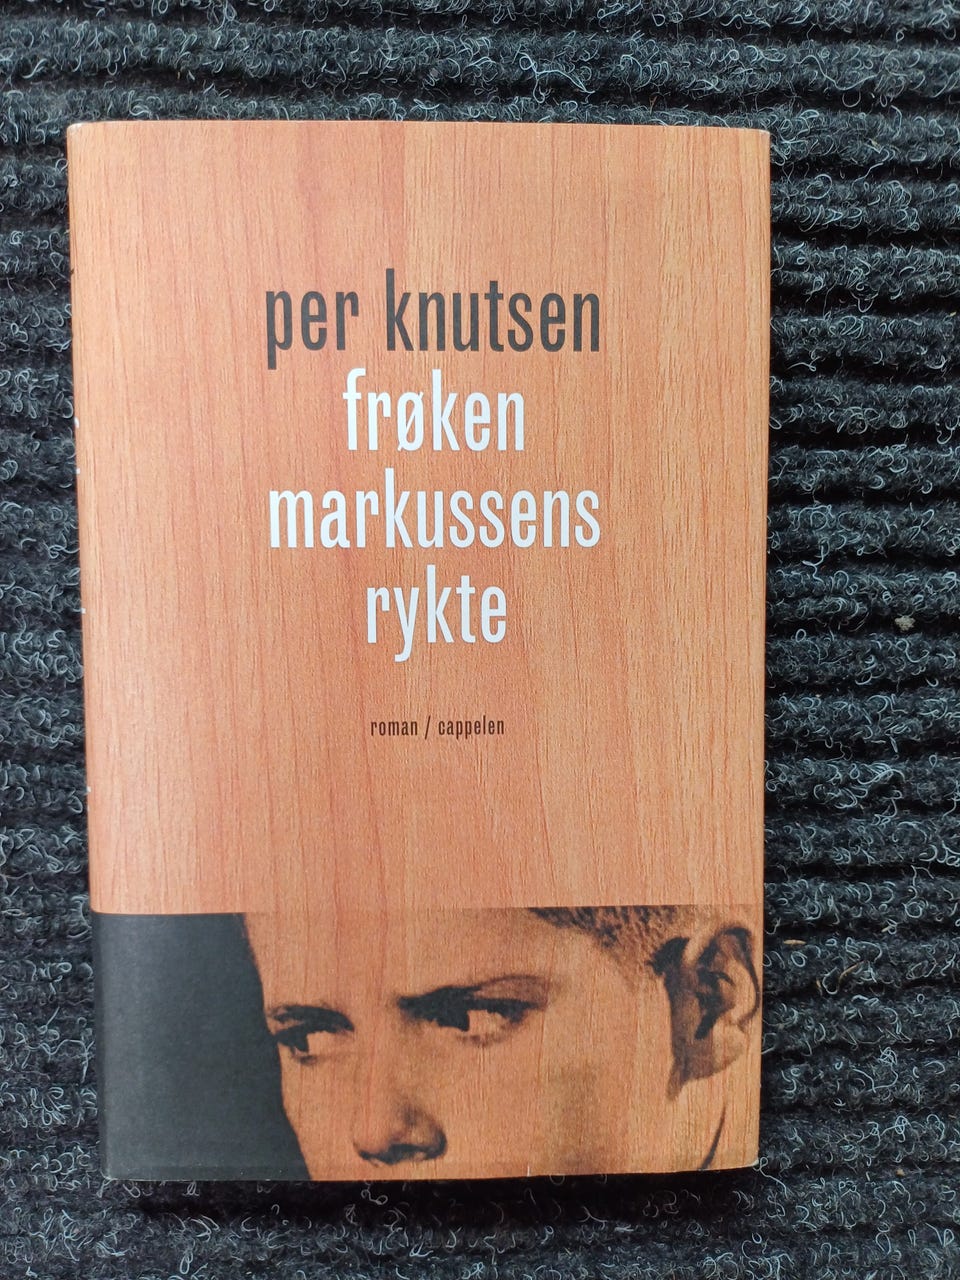 per knutsen
frøken
markussens
rykte
roman / cappelen